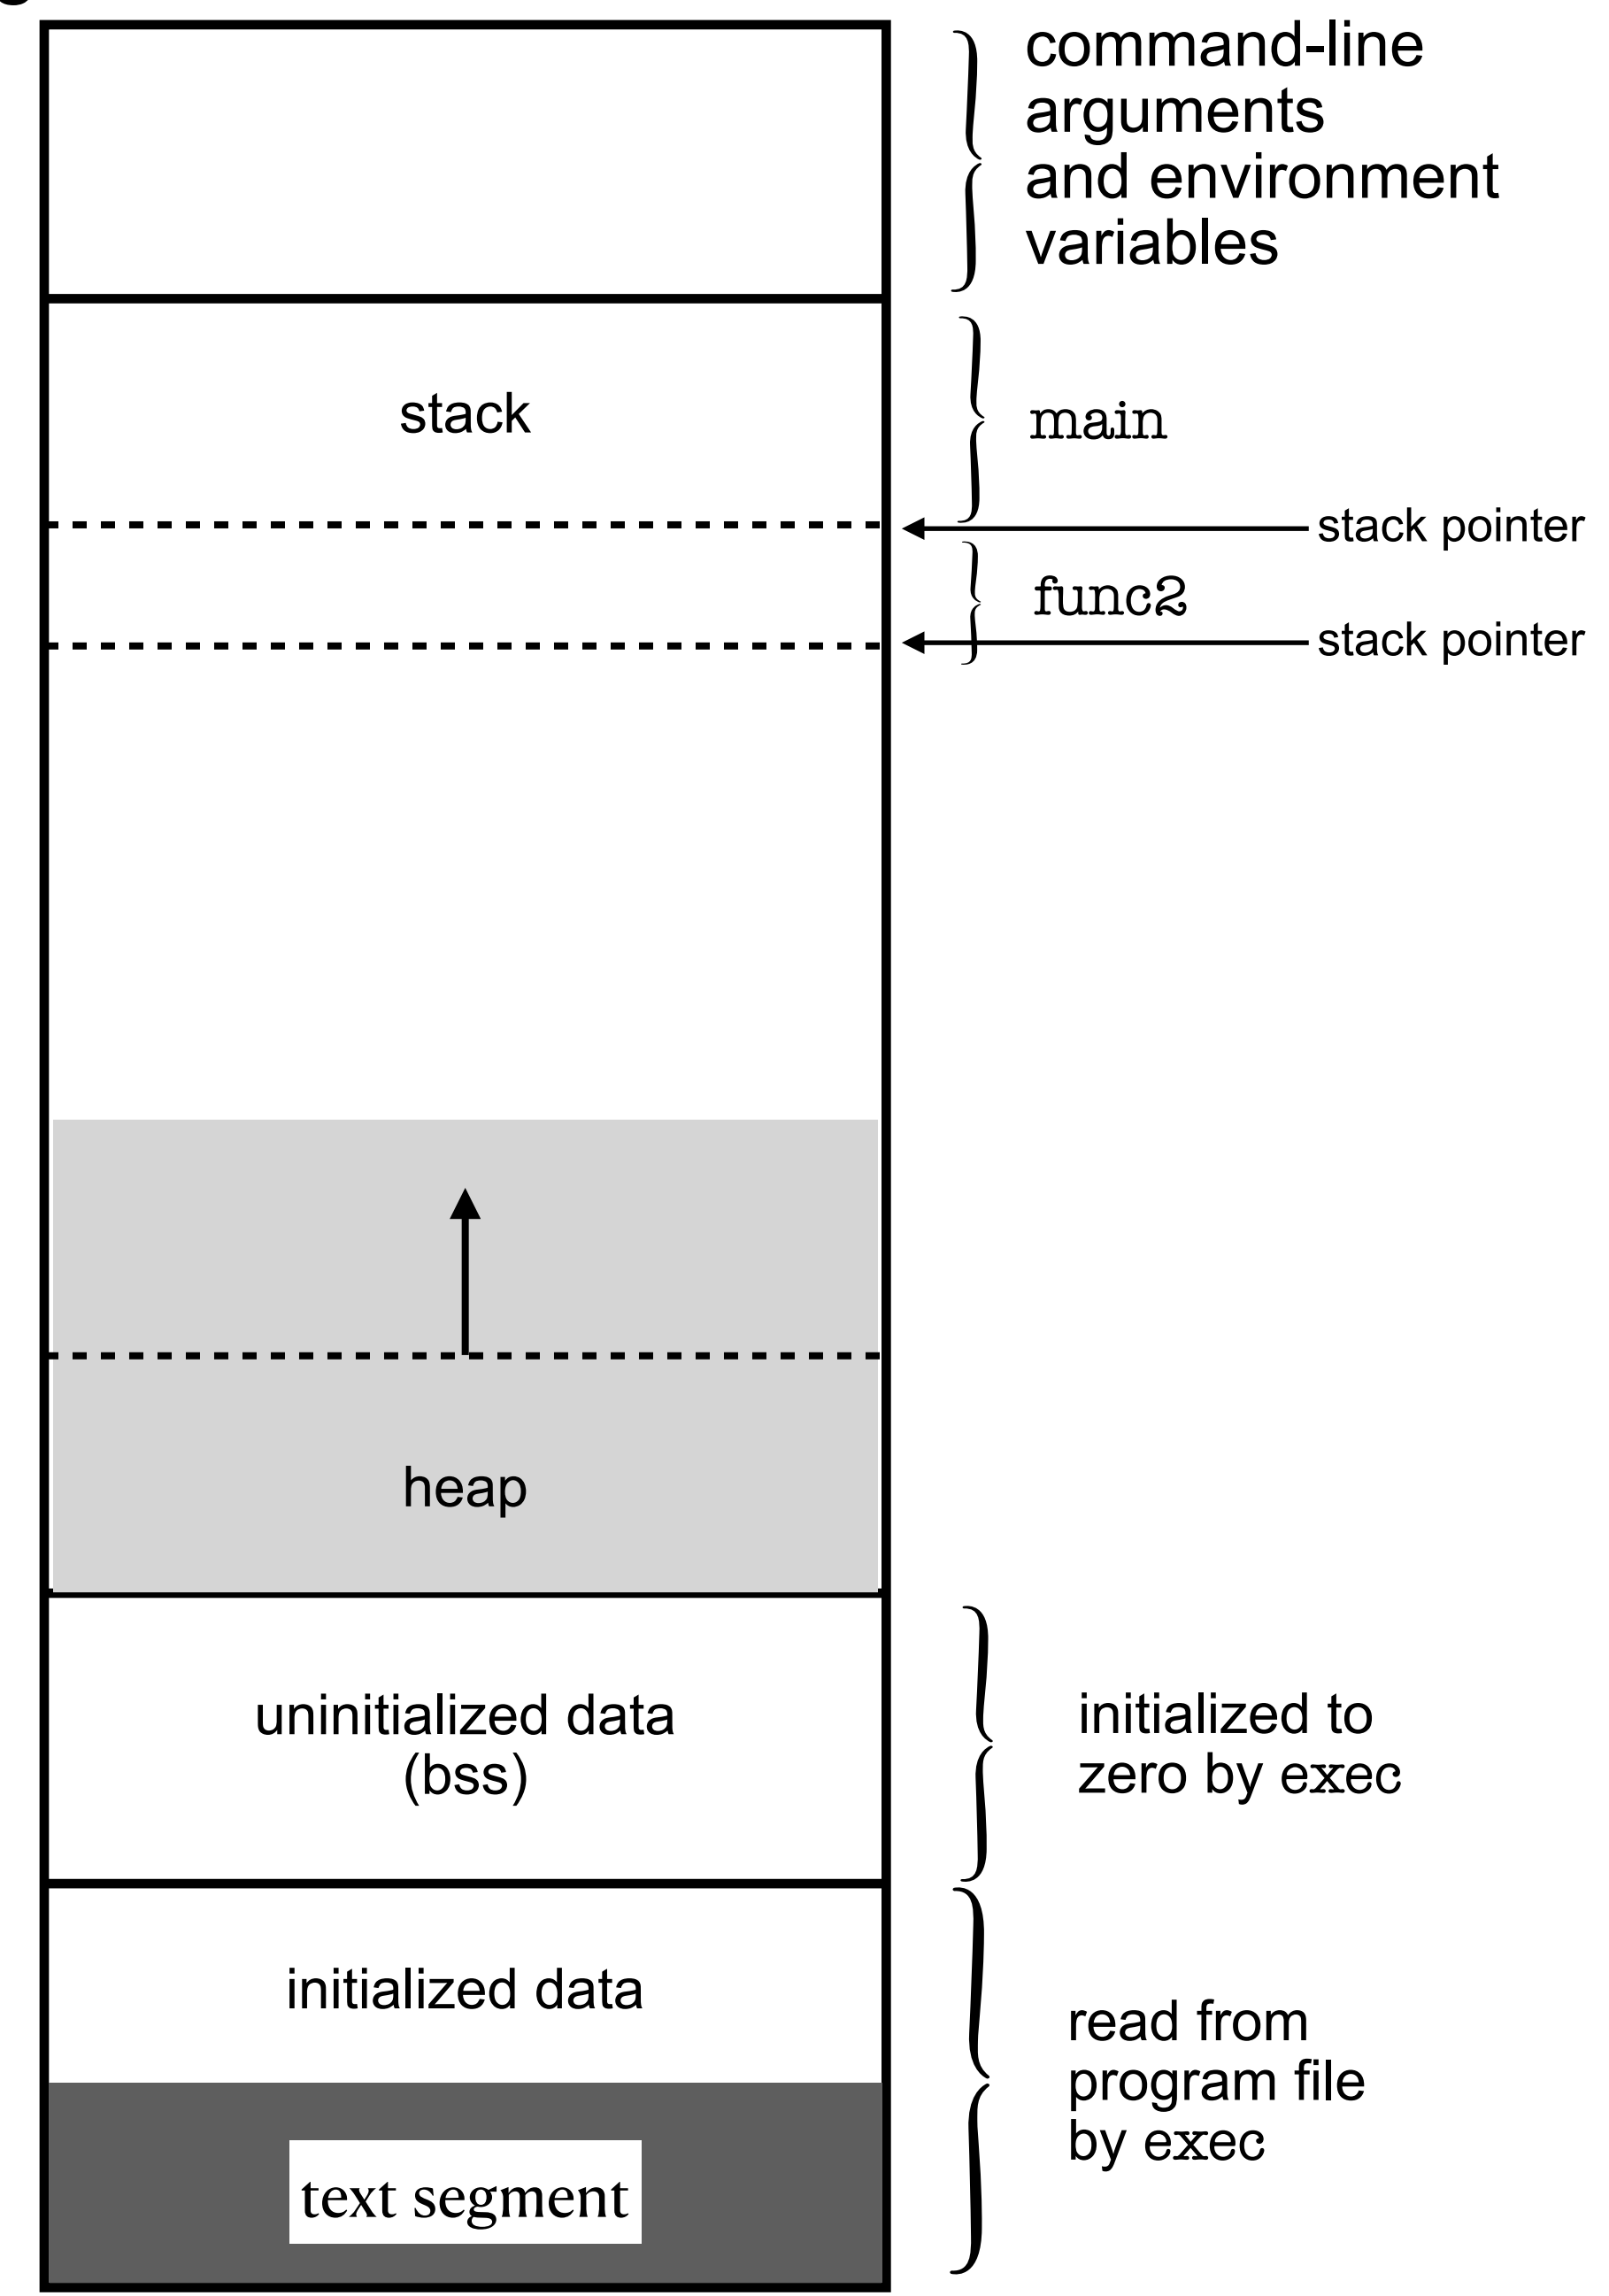 command-line
arguments
and environment
variables
stack
main
stack pointer
func2
stack pointer
heap
uninitialized data
(bss)
initialized to
zero by exec
initialized data
read from
program file
by exec
text segment